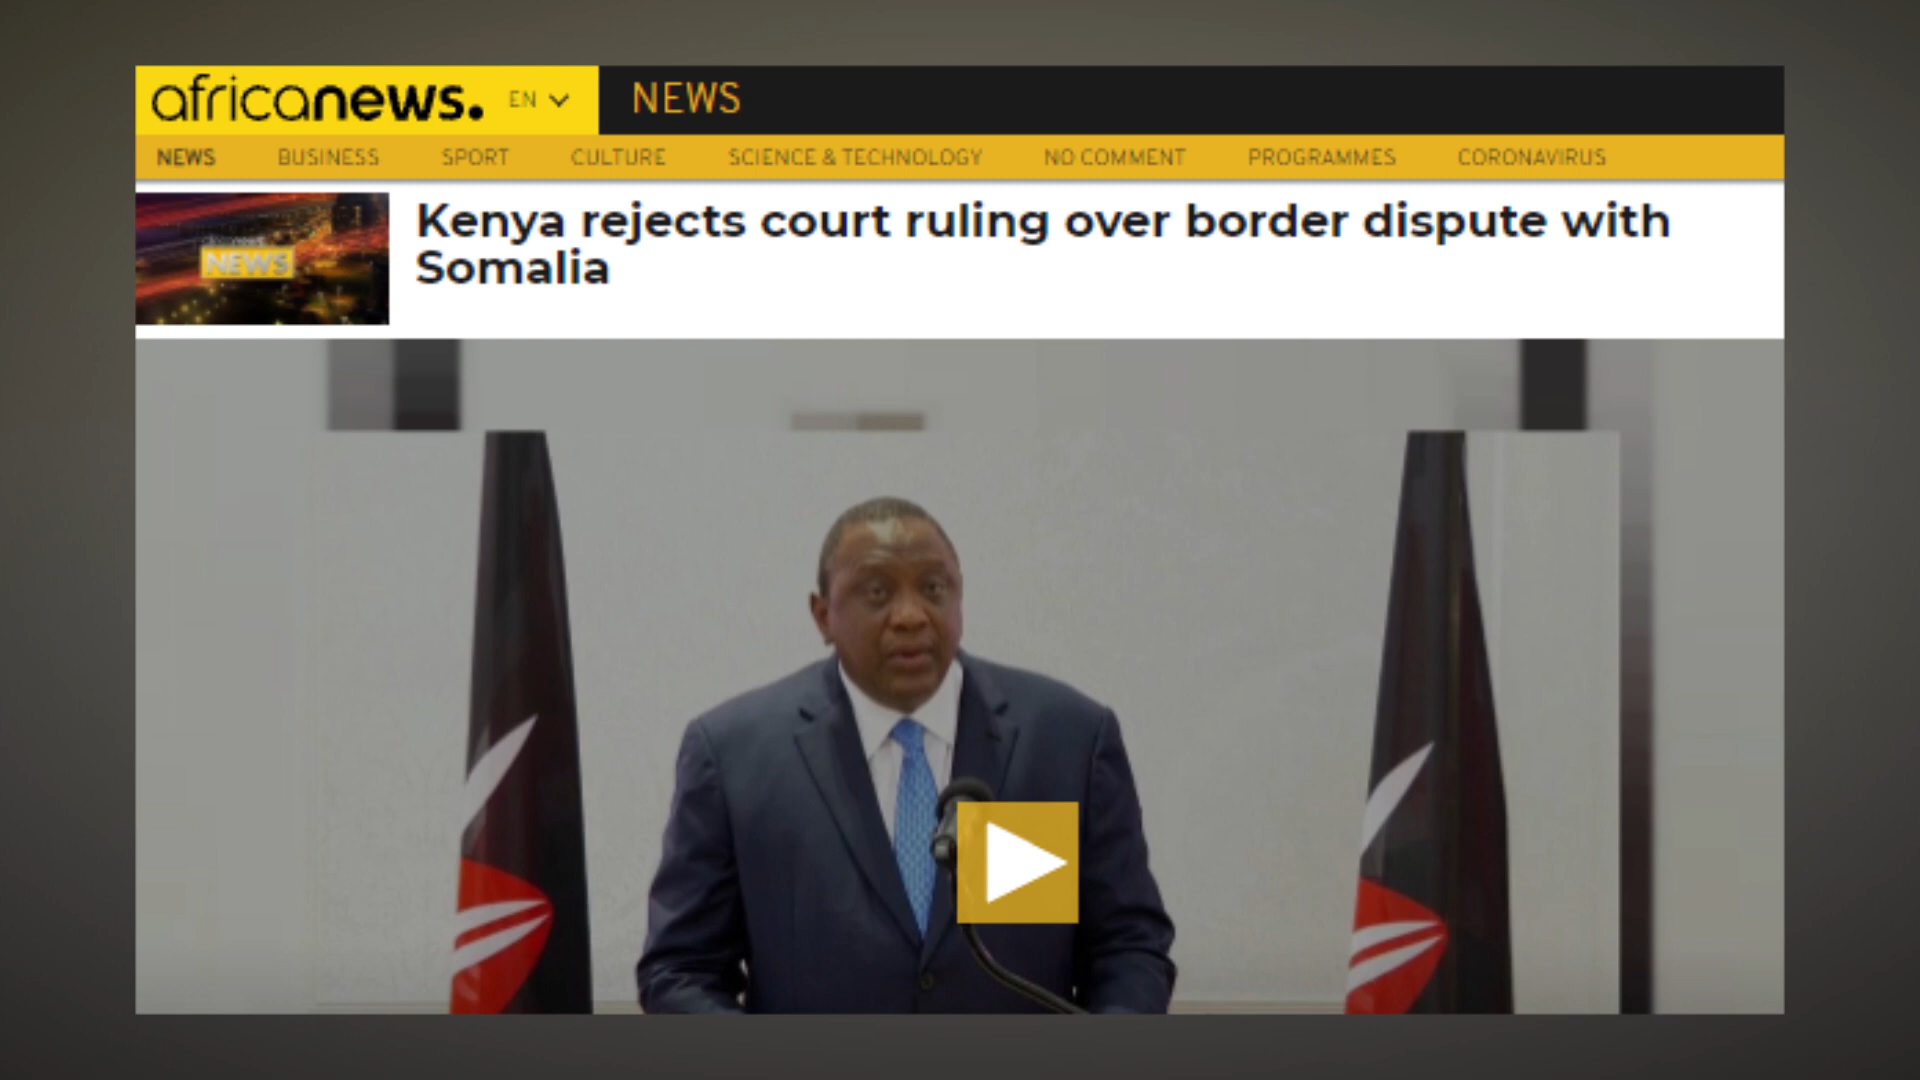 africanews. EN NEWS
NEWS BUSINESS SPORT CULTURE SCIENCE & TECHNOLOGY NO COMMENT PROGRAMMES CORONAVIRUS
NEWS
Kenya rejects court ruling over border dispute with
Somalia